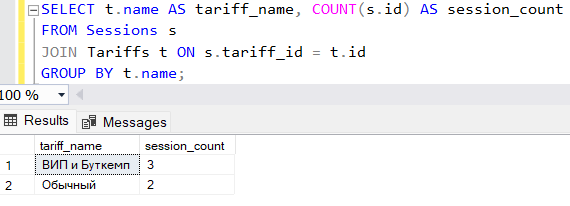 SELECT t.name AS tariff_name, COUNT(s.id) AS session_count
FROM Sessions s
JOIN Tariffs t ON s.tariff_id = t.id
GROUP BY t.name;
100 %
Results Messages
tariff_name session_count
1 ВИП и Буткемп 3
2 Обычный 2